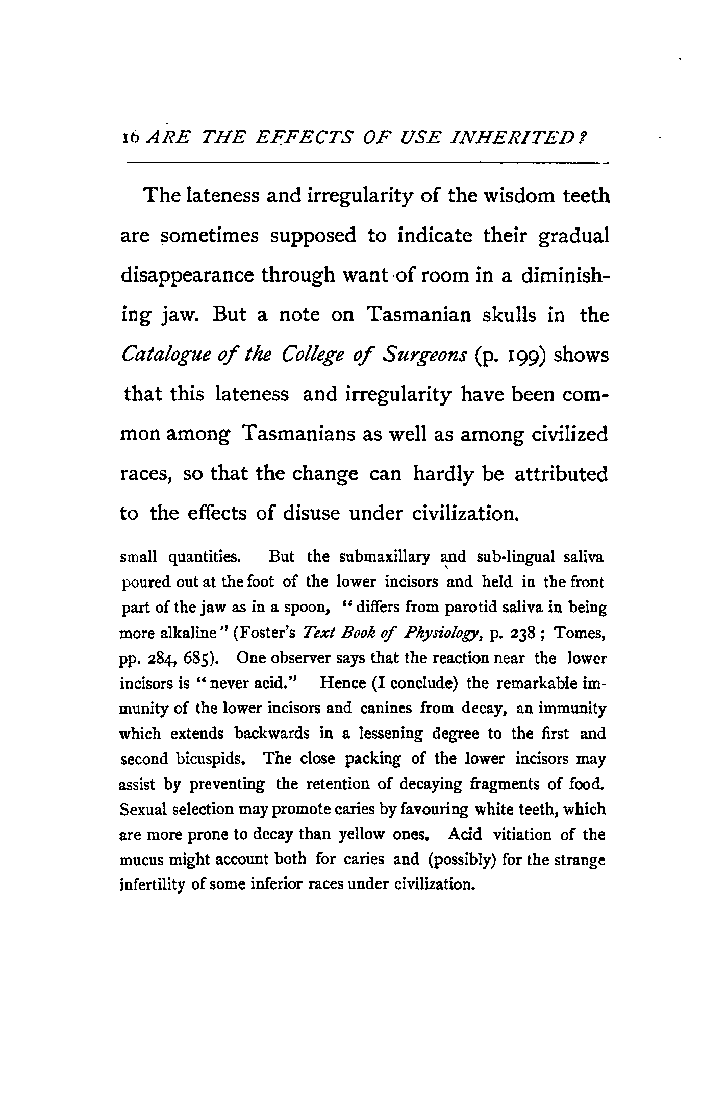 16 ARE THE EFFECTS OF USE INHERITED?
The lateness and irregularity of the wisdom teeth
are sometimes supposed to indicate their gradual
disappearance through want of room in a diminish-
ing jaw. But a note on Tasmanian skulls in the
Catalogue of the College of Surgeons (p. 199) shows
that this lateness and irregularity have been com-
mon among Tasmanians as well as among civilized
races, so that the change can hardly be attributed
to the effects of disuse under civilization.
small quantities. But the submaxillary and sub-lingual saliva
poured out at the foot of the lower incisors and held in the front
part of the jaw as in a spoon, “differs from parotid saliva in being
more alkaline” (Foster's Text Book of Physiology, p. 238; Tomes,
pp. 284, 685). One observer says that the reaction near the lower
incisors is “never acid.” Hence (I conclude) the remarkable im-
munity of the lower incisors and canines from decay, an immunity
which extends backwards in a lessening degree to the first and
second bicuspids. The close packing of the lower incisors may
assist by preventing the retention of decaying fragments of food.
Sexual selection may promote caries by favouring white teeth, which
are more prone to decay than yellow ones. Acid vitiation of the
mucus might account both for caries and (possibly) for the strange
infertility of some inferior races under civilization.